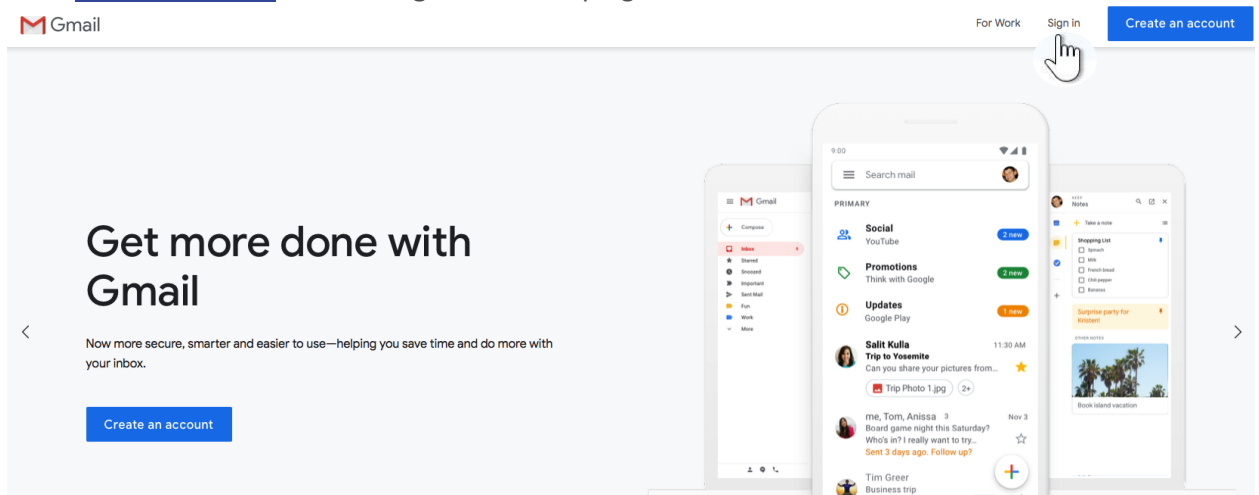 Gmail
For Work
Sign in
Create an account
Get more done with
Gmail
Now more secure, smarter and easier to use—helping you save time and do more with
your inbox.
Create an account
Gmail
Compose
Inbox
Starred
Snoozed
Important
Sent Mail
Fun
Work
More
9:00
Search mail
PRIMARY
Social
2 new
YouTube
Promotions
2 new
Think with Google
Updates
1 new
Google Play
Salit Kulla
11:30 AM
Trip to Yosemite
Can you share your pictures from...
Trip Photo 1.jpg
2+
me, Tom, Anissa 3
Nov 3
Board game night this Saturday?
Who's in? I really want to try...
Sent 3 days ago. Follow up?
Tim Greer
Business trip
KEEP
Notes
Take a note
Shopping List
Spinach
Milk
French bread
Chili pepper
Bananas
Surprise party for
Kristen!
OTHER NOTES
Book island vacation